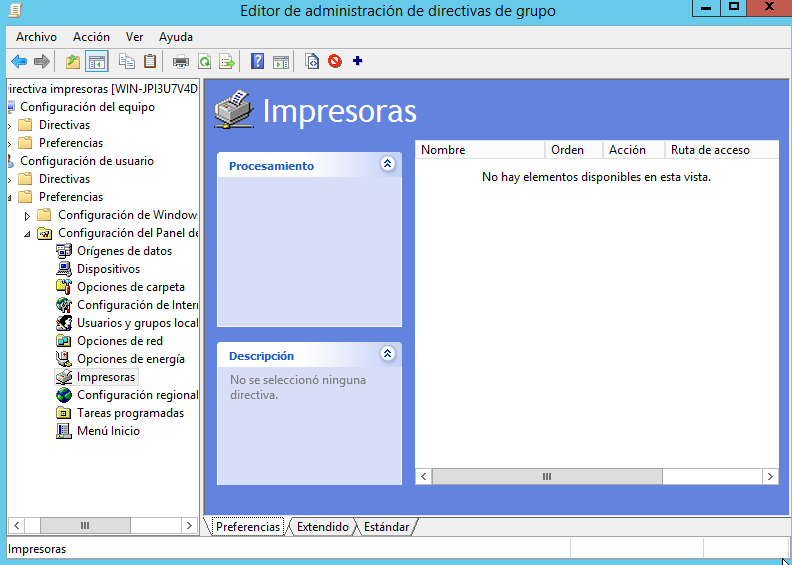 Editor de administración de directivas de grupo
Archivo Acción Ver Ayuda
irectiva impresoras [WIN-JPI3U7V4D
Configuración del equipo
Directivas
Preferencias
Configuración de usuario
Directivas
Preferencias
Configuración de Window
Configuración del Panel de
Orígenes de datos
Dispositivos
Opciones de carpeta
Configuración de Inter
Usuarios y grupos local
Opciones de red
Opciones de energía
Impresoras
Configuración regional
Tareas programadas
Menú Inicio
Impresoras
Procesamiento
Descripción
No se seleccionó ninguna
directiva.
Nombre Orden Acción Ruta de acceso
No hay elementos disponibles en esta vista.
Preferencias Extendido Estándar
Impresoras